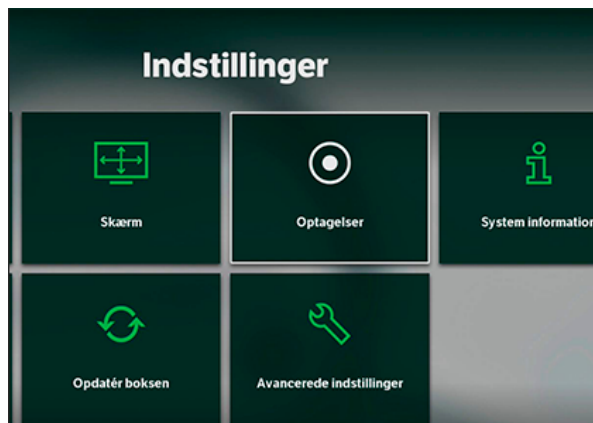 Indstillinger
Skærm
Optagelser
System information
Opdatér boksen
Avancerede indstillinger